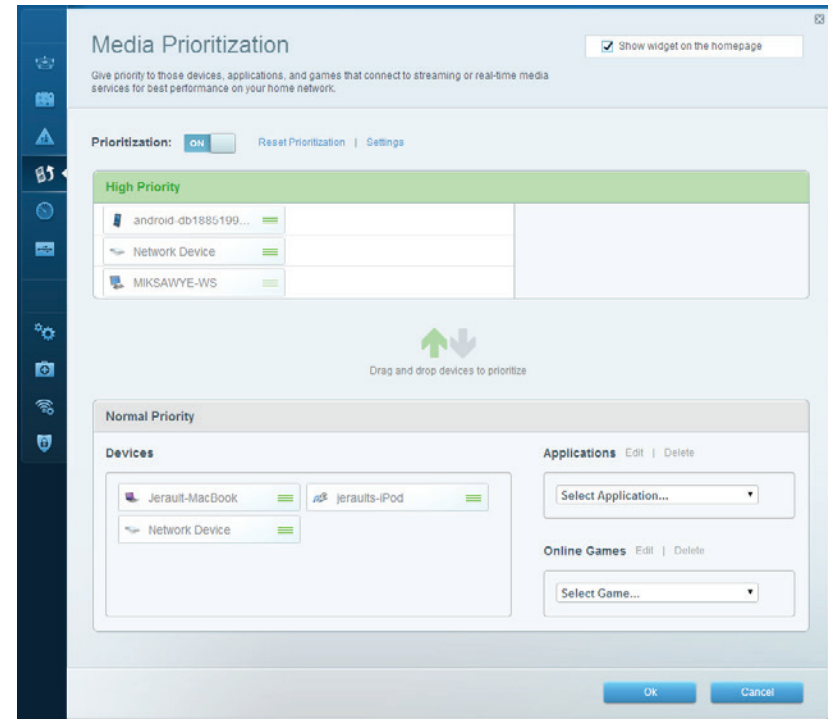 Media Prioritization
Show widget on the homepage
Give priority to those devices, applications, and games that connect to streaming or real-time media
services for best performance on your home network.
Prioritization: ON Reset Prioritization | Settings
High Priority
android-db1885199...
Network Device
MIKSAWYE-WS
Drag and drop devices to prioritize
Normal Priority
Devices
Jerault-MacBook
jeraults-iPod
Network Device
Applications Edit | Delete
Select Application...
Online Games Edit | Delete
Select Game...
Ok Cancel